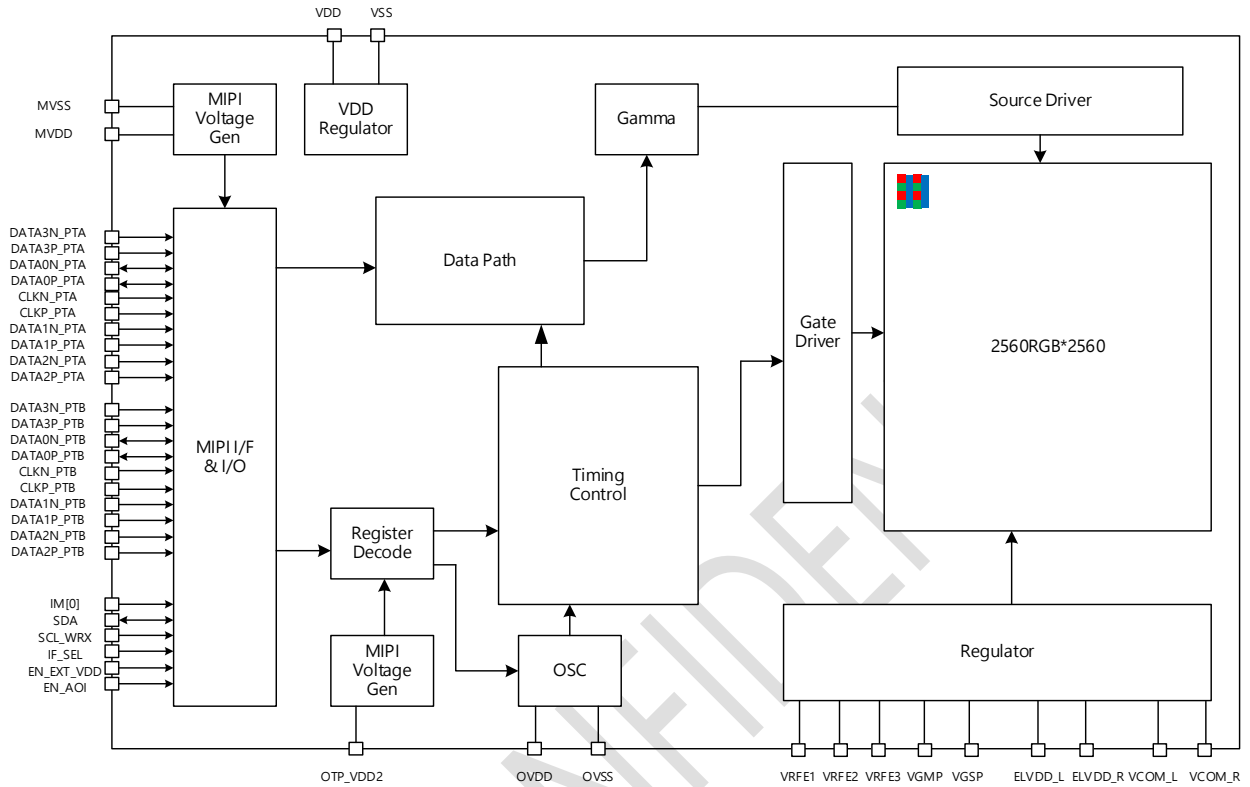 VDD
VSS
MIPI
Voltage
Gen
VDD
Regulator
Gamma
Source Driver
MVSS
MVDD
DATA3N_PTA
DATA3P_PTA
DATA0N_PTA
DATA0P_PTA
CLKN_PTA
CLKP_PTA
DATA1N_PTA
DATA1P_PTA
DATA2N_PTA
DATA2P_PTA
DATA3N_PTB
DATA3P_PTB
DATA0N_PTB
DATA0P_PTB
CLKN_PTB
CLKP_PTB
DATA1N_PTB
DATA1P_PTB
DATA2N_PTB
DATA2P_PTB
IM[0]
SDA
SCL_WRX
IF_SEL
EN_EXT_VDD
EN_AOI
MIPI I/F
& I/O
Data Path
Gate
Driver
2560RGB*2560
Timing
Control
Register
Decode
MIPI
Voltage
Gen
OSC
Regulator
OTP_VDD2
OVDD
OVSS
VRFE1
VRFE2
VRFE3
VGMP
VGSP
ELVDD_L
ELVDD_R
VCOM_L
VCOM_R